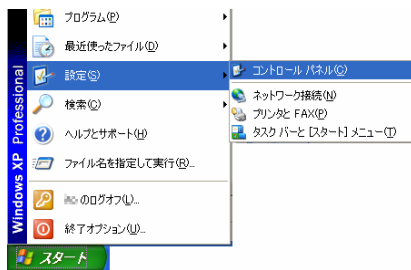 プログラム(P)
最近使ったファイル(D)
設定(S)
検索(C)
ヘルプとサポート(H)
ファイル名を指定して実行(R)...
のログオフ(L)...
終了オプション(U)...
コントロール パネル(C)
ネットワーク接続(N)
プリンタと FAX(P)
タスク バーと [スタート] メニュー(T)
Windows XP Professional
スタート